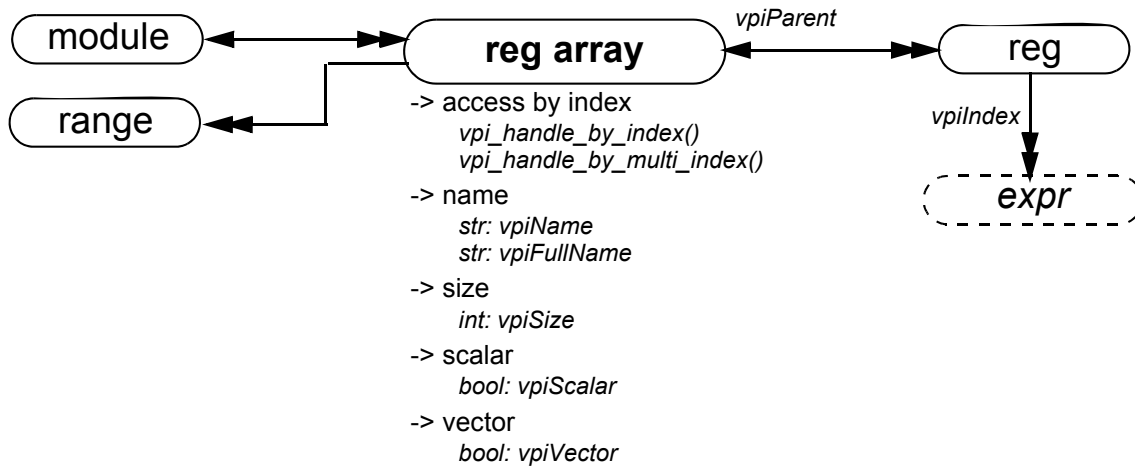 module
range
reg array
vpiParent
reg
vpiIndex
expr
-> access by index
vpi_handle_by_index()
vpi_handle_by_multi_index()
-> name
str: vpiName
str: vpiFullName
-> size
int: vpiSize
-> scalar
bool: vpiScalar
-> vector
bool: vpiVector